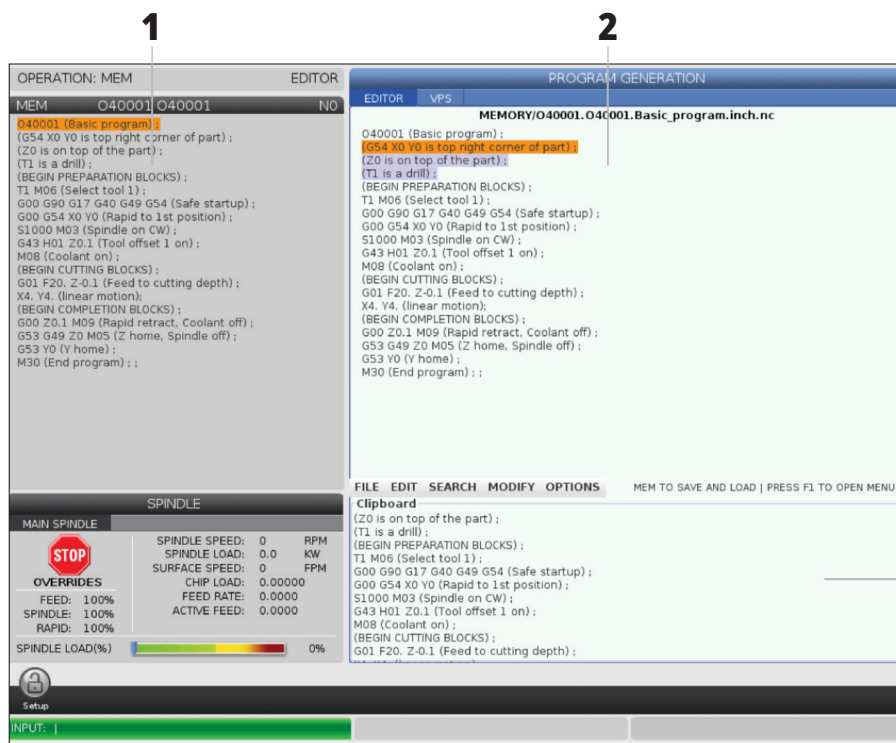 1
2
OPERATION: MEM EDITOR
MEM O40001 O40001 N0
O40001 (Basic program) ;
(G54 X0 Y0 is top right corner of part) ;
(Z0 is on top of the part) ;
(T1 is a drill) ;
(BEGIN PREPARATION BLOCKS) ;
T1 M06 (Select tool 1) ;
G00 G90 G17 G40 G49 G54 (Safe startup) ;
G00 G54 X0 Y0 (Rapid to 1st position) ;
S1000 M03 (Spindle on CW) ;
G43 H01 Z0.1 (Tool offset 1 on) ;
M08 (Coolant on) ;
(BEGIN CUTTING BLOCKS) ;
G01 F20. Z-0.1 (Feed to cutting depth) ;
X4. Y4. (linear motion);
(BEGIN COMPLETION BLOCKS) ;
G00 Z0.1 M09 (Rapid retract, Coolant off) ;
G53 G49 Z0 M05 (Z home, Spindle off) ;
G53 Y0 (Y home) ;
M30 (End program) ; ;
PROGRAM GENERATION
EDITOR VPS
MEMORY/O40001.O40001.Basic_program.inch.nc
O40001 (Basic program) ;
(G54 X0 Y0 is top right corner of part) ;
(Z0 is on top of the part) ;
(T1 is a drill) ;
(BEGIN PREPARATION BLOCKS) ;
T1 M06 (Select tool 1) ;
G00 G90 G17 G40 G49 G54 (Safe startup) ;
G00 G54 X0 Y0 (Rapid to 1st position) ;
S1000 M03 (Spindle on CW) ;
G43 H01 Z0.1 (Tool offset 1 on) ;
M08 (Coolant on) ;
(BEGIN CUTTING BLOCKS) ;
G01 F20. Z-0.1 (Feed to cutting depth) ;
X4. Y4. (linear motion);
(BEGIN COMPLETION BLOCKS) ;
G00 Z0.1 M09 (Rapid retract, Coolant off) ;
G53 G49 Z0 M05 (Z home, Spindle off) ;
G53 Y0 (Y home) ;
M30 (End program) ; ;
FILE EDIT SEARCH MODIFY OPTIONS MEM TO SAVE AND LOAD | PRESS F1 TO OPEN MENU
Clipboard
(Z0 is on top of the part) ;
(T1 is a drill) ;
(BEGIN PREPARATION BLOCKS) ;
T1 M06 (Select tool 1) ;
G00 G90 G17 G40 G49 G54 (Safe startup) ;
G00 G54 X0 Y0 (Rapid to 1st position) ;
S1000 M03 (Spindle on CW) ;
G43 H01 Z0.1 (Tool offset 1 on) ;
M08 (Coolant on) ;
(BEGIN CUTTING BLOCKS) ;
G01 F20. Z-0.1 (Feed to cutting depth) ;
SPINDLE
MAIN SPINDLE
STOP
OVERRIDES
FEED: 100%
SPINDLE: 100%
RAPID: 100%
SPINDLE SPEED: 0 RPM
SPINDLE LOAD: 0.0 KW
SURFACE SPEED: 0 FPM
CHIP LOAD: 0.00000
FEED RATE: 0.0000
ACTIVE FEED: 0.0000
SPINDLE LOAD(%) 0%
Setup
INPUT: |